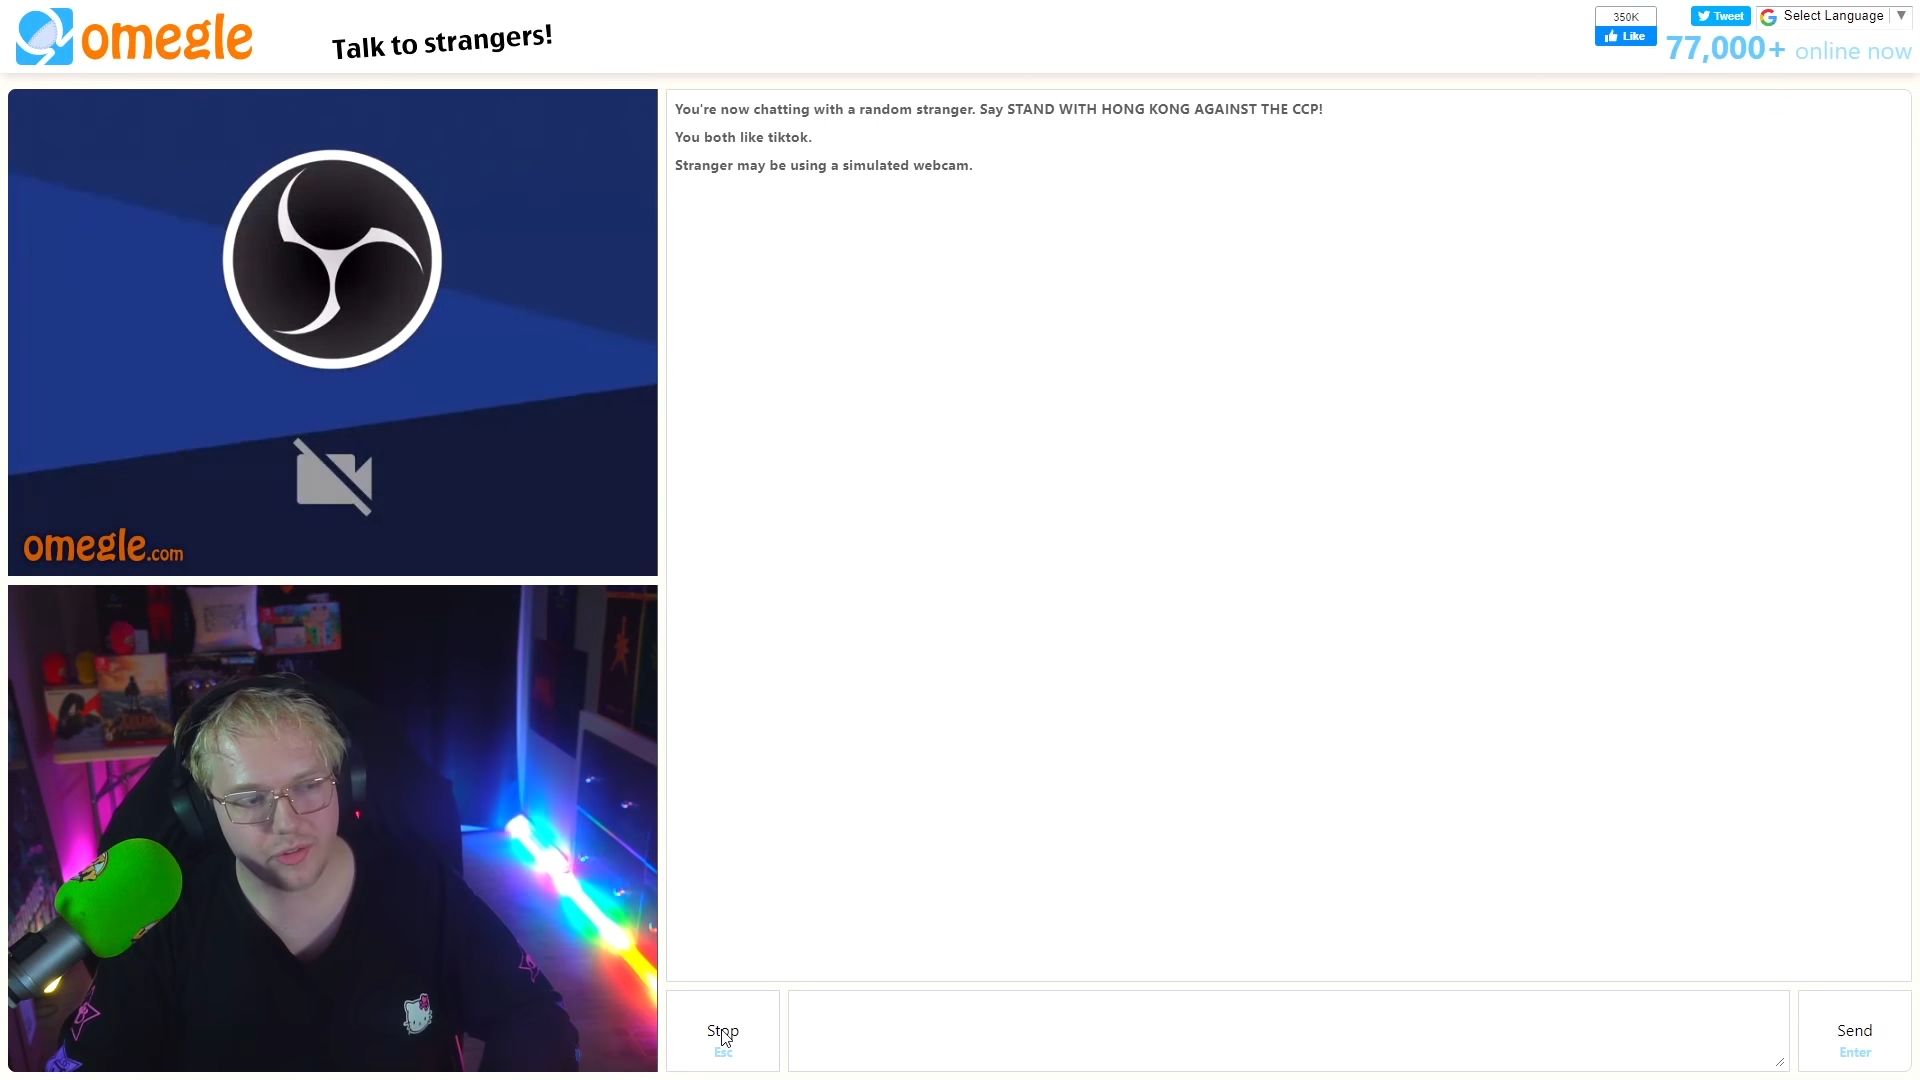 omegle
Talk to strangers!
350K
Like
Tweet
Select Language
77,000+ online now
You're now chatting with a random stranger. Say STAND WITH HONG KONG AGAINST THE CCP!
You both like tiktok.
Stranger may be using a simulated webcam.
omegle.com
Stop
Esc
Send
Enter